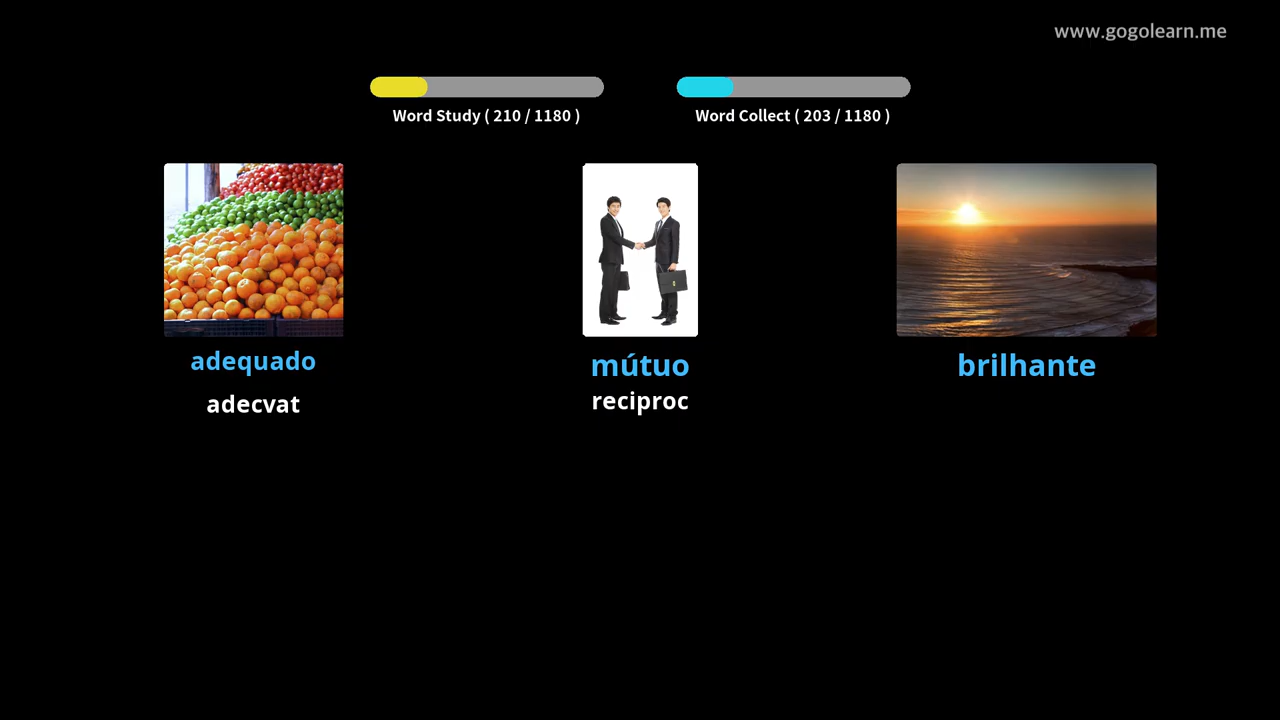 www.gogolearn.me
Word Study ( 210 / 1180 )
Word Collect ( 203 / 1180 )
adequado
adecvat
mútuo
reciproc
brilhante